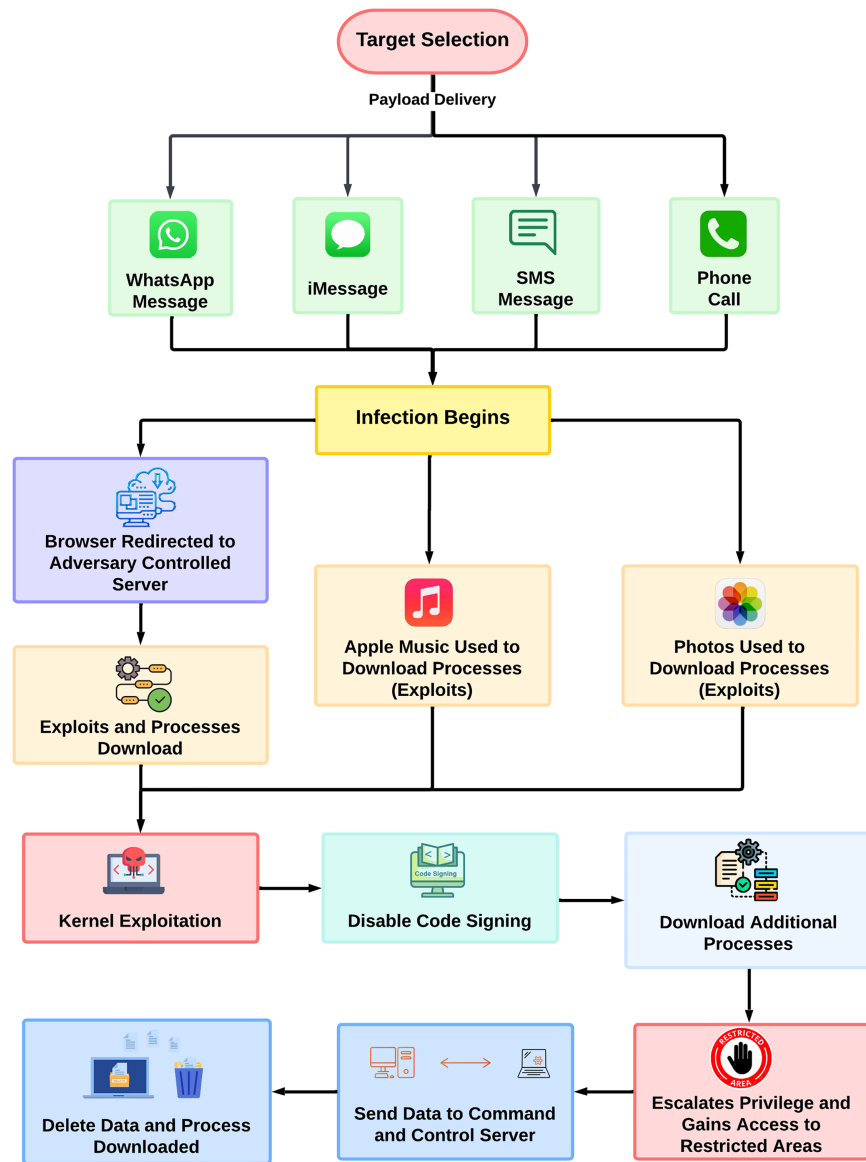 Target Selection
Payload Delivery
WhatsApp
Message
iMessage
SMS
Message
Phone
Call
Infection Begins
Browser Redirected to
Adversary Controlled
Server
Apple Music Used to
Download Processes
(Exploits)
Photos Used to
Download Processes
(Exploits)
Exploits and Processes
Download
Kernel Exploitation
Code Signing
Disable Code Signing
Download Additional
Processes
RESTRICTED
AREA
Escalates Privilege and
Gains Access to
Restricted Areas
Send Data to Command
and Control Server
Delete Data and Process
Downloaded